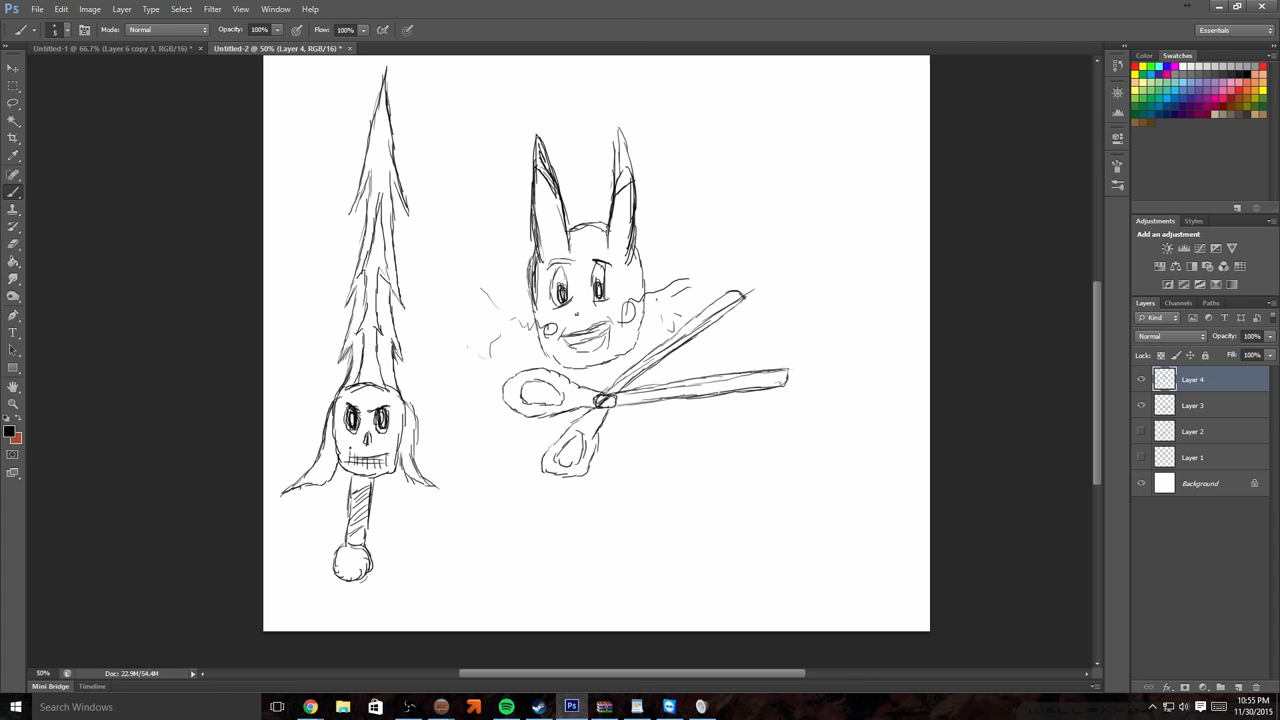 Ps File Edit Image Layer Type Select Filter View Window Help
5 Mode: Normal Opacity: 100% Flow: 100% Essentials
Untitled-1 @ 66.7% (Layer 6 copy 3, RGB/16) * × Untitled-2 @ 50% (Layer 4, RGB/16) * ×
Color Swatches
Adjustments Styles
Add an adjustment
Layers Channels Paths
Kind
Normal Opacity: 100%
Lock: Fill: 100%
Layer 4
Layer 3
Layer 2
Layer 1
Background
50% Doc: 22.9M/54.4M
Mini Bridge Timeline
Search Windows
10:55 PM
11/30/2015